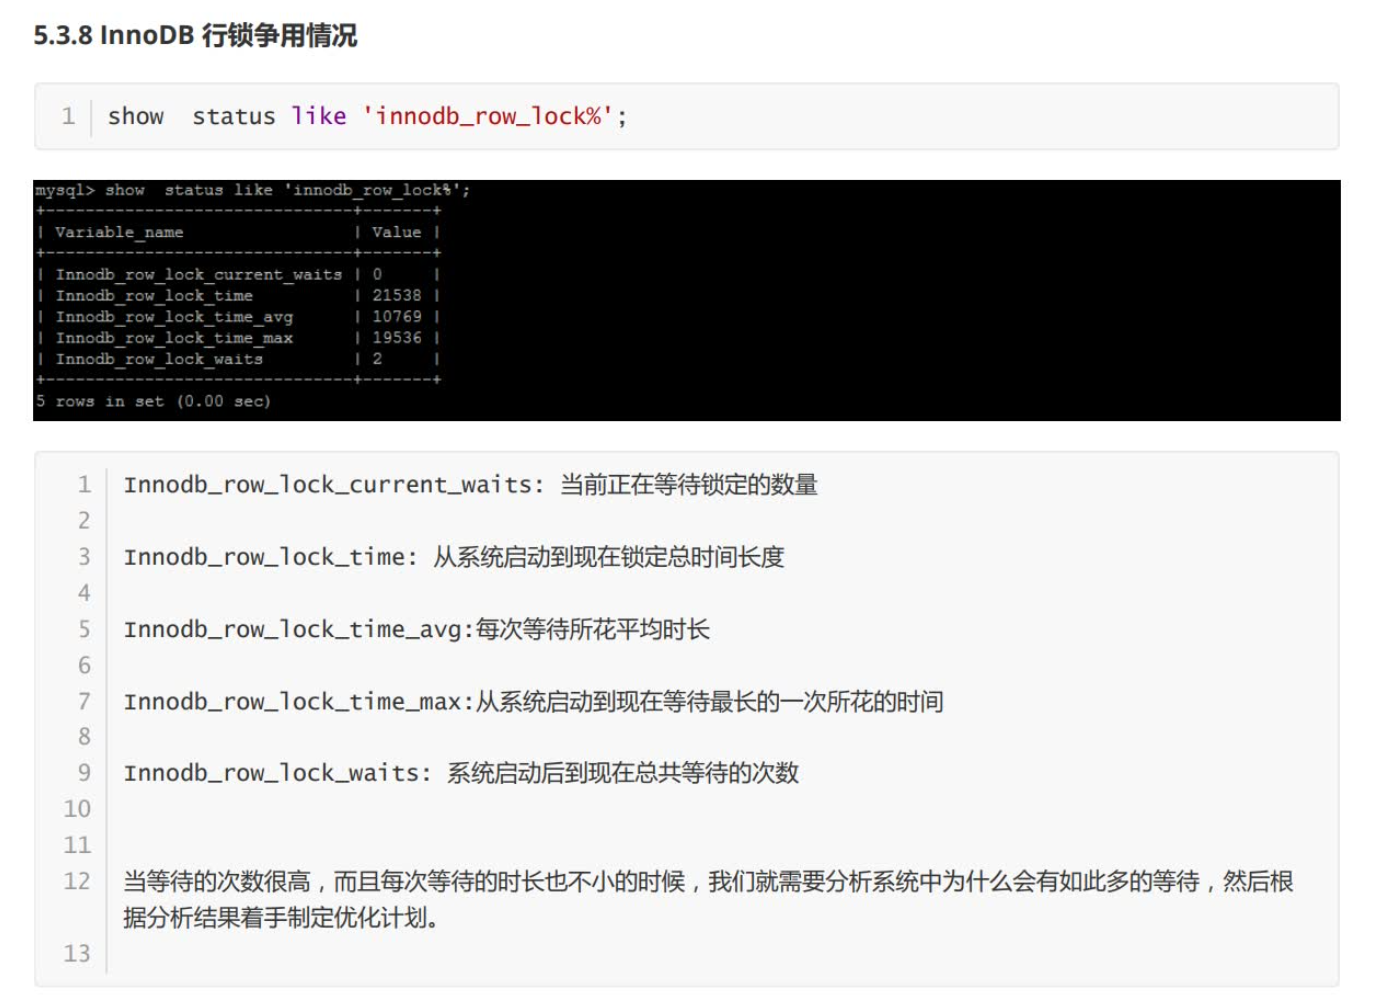 5.3.8 InnoDB 行锁争用情况
1 show  status like 'innodb_row_lock%';
mysql> show  status like 'innodb_row_lock%';
+-------------------------------+-------+
| Variable_name                 | Value |
+-------------------------------+-------+
| Innodb_row_lock_current_waits | 0     |
| Innodb_row_lock_time          | 21538 |
| Innodb_row_lock_time_avg      | 10769 |
| Innodb_row_lock_time_max      | 19536 |
| Innodb_row_lock_waits         | 2     |
+-------------------------------+-------+
5 rows in set (0.00 sec)
1 Innodb_row_lock_current_waits: 当前正在等待锁定的数量
2
3 Innodb_row_lock_time: 从系统启动到现在锁定总时间长度
4
5 Innodb_row_lock_time_avg:每次等待所花平均时长
6
7 Innodb_row_lock_time_max:从系统启动到现在等待最长的一次所花的时间
8
9 Innodb_row_lock_waits: 系统启动后到现在总共等待的次数
10
11
12 当等待的次数很高，而且每次等待的时长也不小的时候，我们就需要分析系统中为什么会有如此多的等待，然后根
据分析结果着手制定优化计划。
13